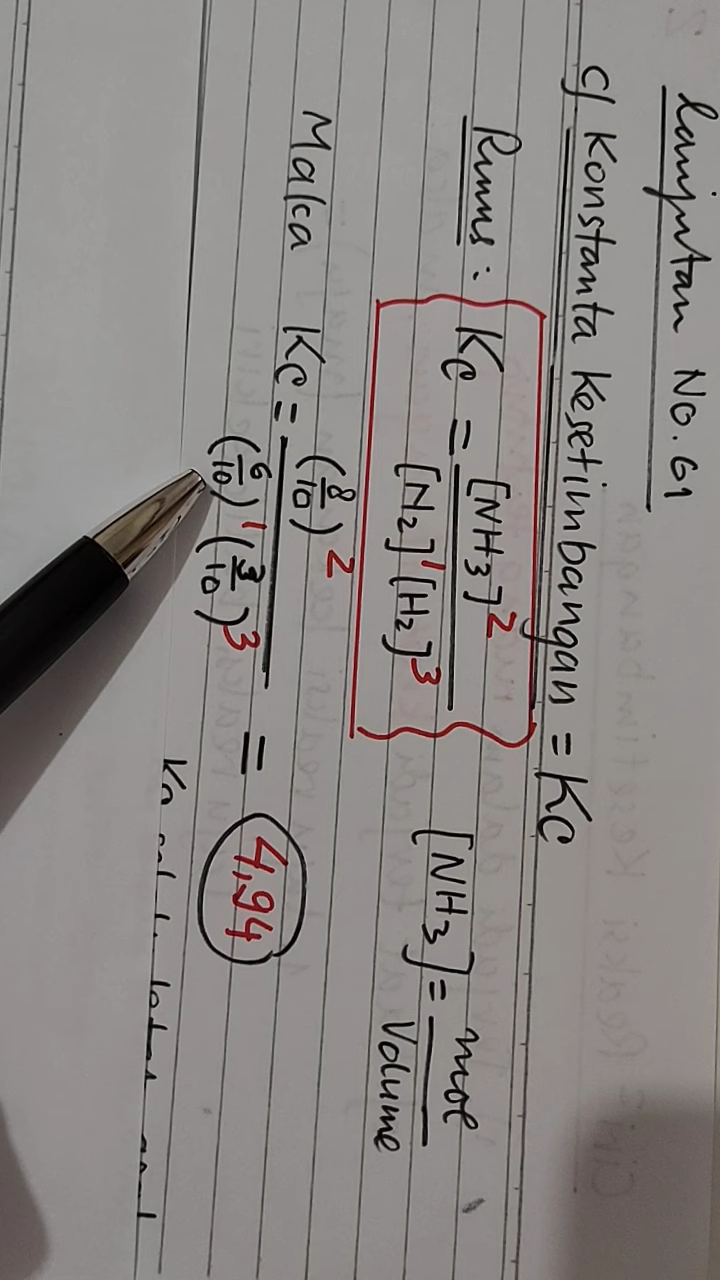 lanjutan No. 61
c/ Konstanta Kesetimbangan = Kc
Rumus : Kc = [NH3]² / [N2]¹ [H2]³
[NH3] = mol / Volume
Maka Kc = (8/10)² / (6/10)¹ (3/10)³ = 4,94